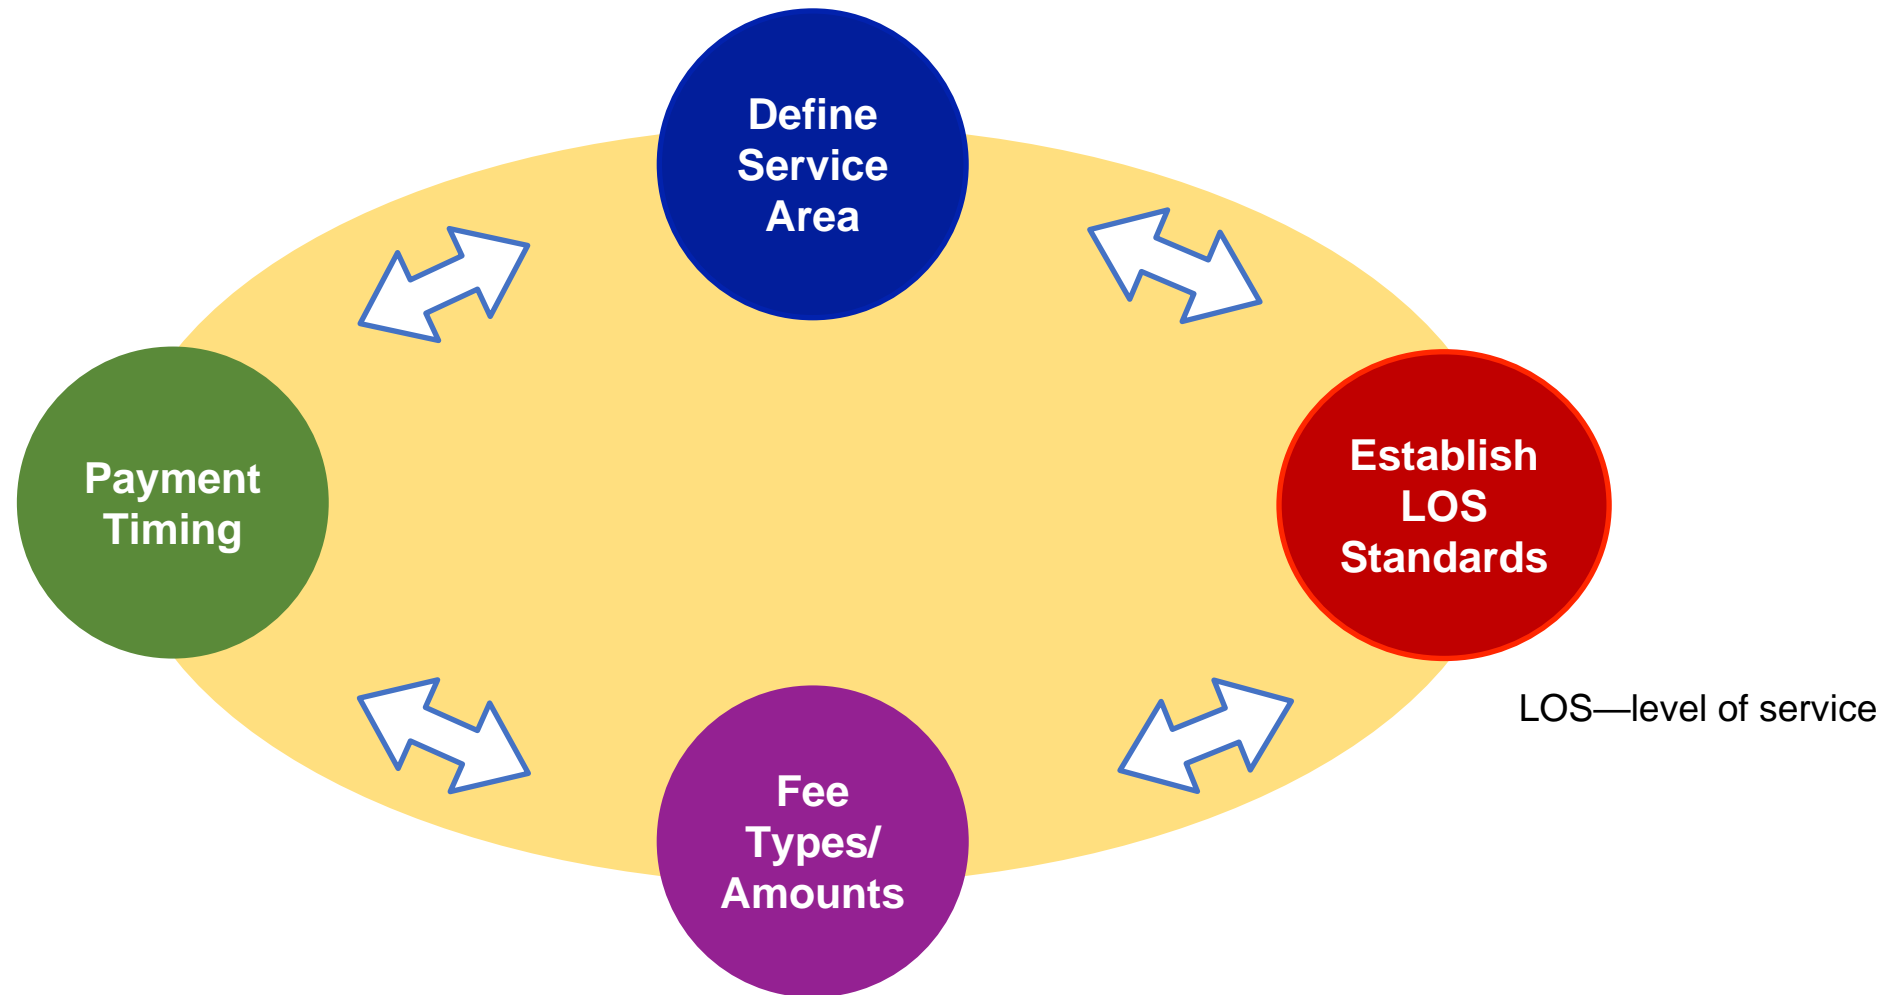 Define
Service
Area
Payment
Timing
Establish
LOS
Standards
LOS—level of service
Fee
Types/
Amounts